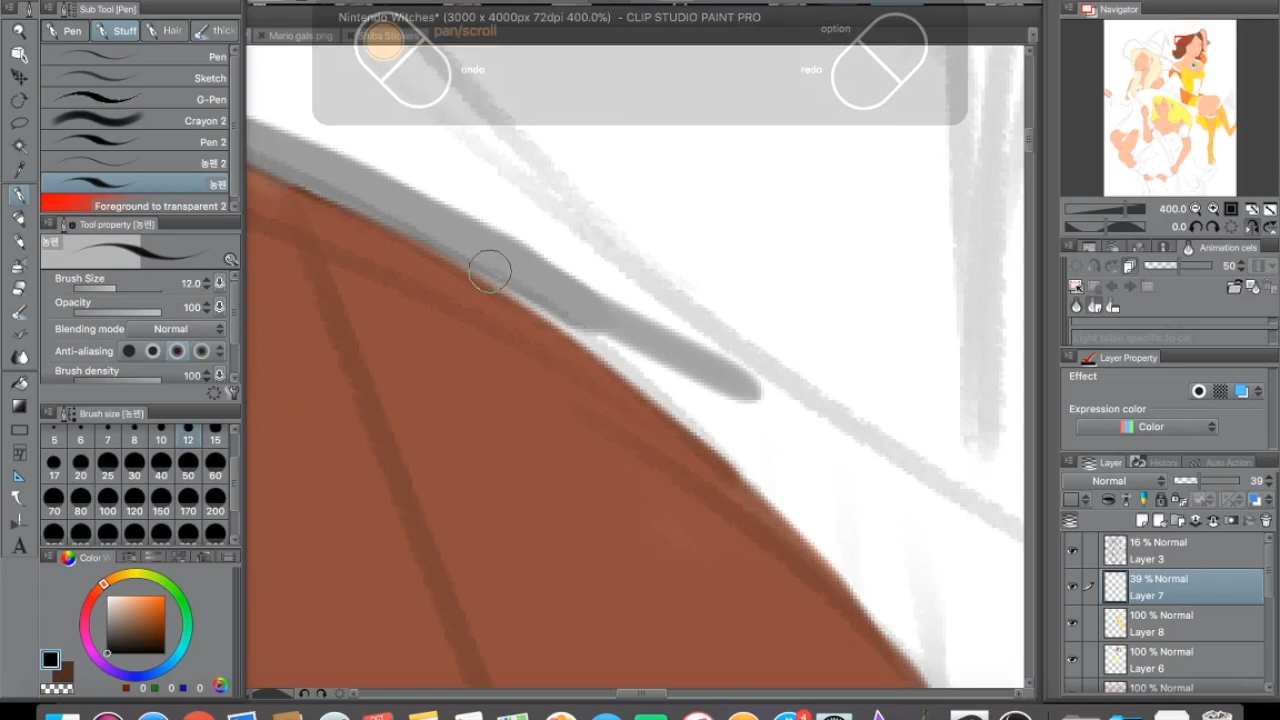 Sub Tool [Pen]
Pen
Stuff
Hair
thick
Pen
Sketch
G-Pen
Crayon 2
Pen 2
농펜 2
농펜
Foreground to transparent 2
Tool property [농펜]
농펜
Brush Size 12.0
Opacity 100
Blending mode Normal
Anti-aliasing
Brush density 100
Brush size [농펜]
5 6 7 8 10 12 15
17 20 25 30 40 50 60
70 80 100 120 150 170 200
Color W
0 0 0
Nintendo Witches* (3000 x 4000px 72dpi 400.0%) - CLIP STUDIO PAINT PRO
Mario gals.png
Shiba Stickers
pan/scroll
undo
option
redo
Navigator
400.0
0.0
Animation cels
50
Light table specific to cel
Layer Property
Effect
Expression color
Color
Layer
History
Auto Action
Normal 39
16 % Normal
Layer 3
39 % Normal
Layer 7
100 % Normal
Layer 8
100 % Normal
Layer 6
100 % Normal
OCT
4